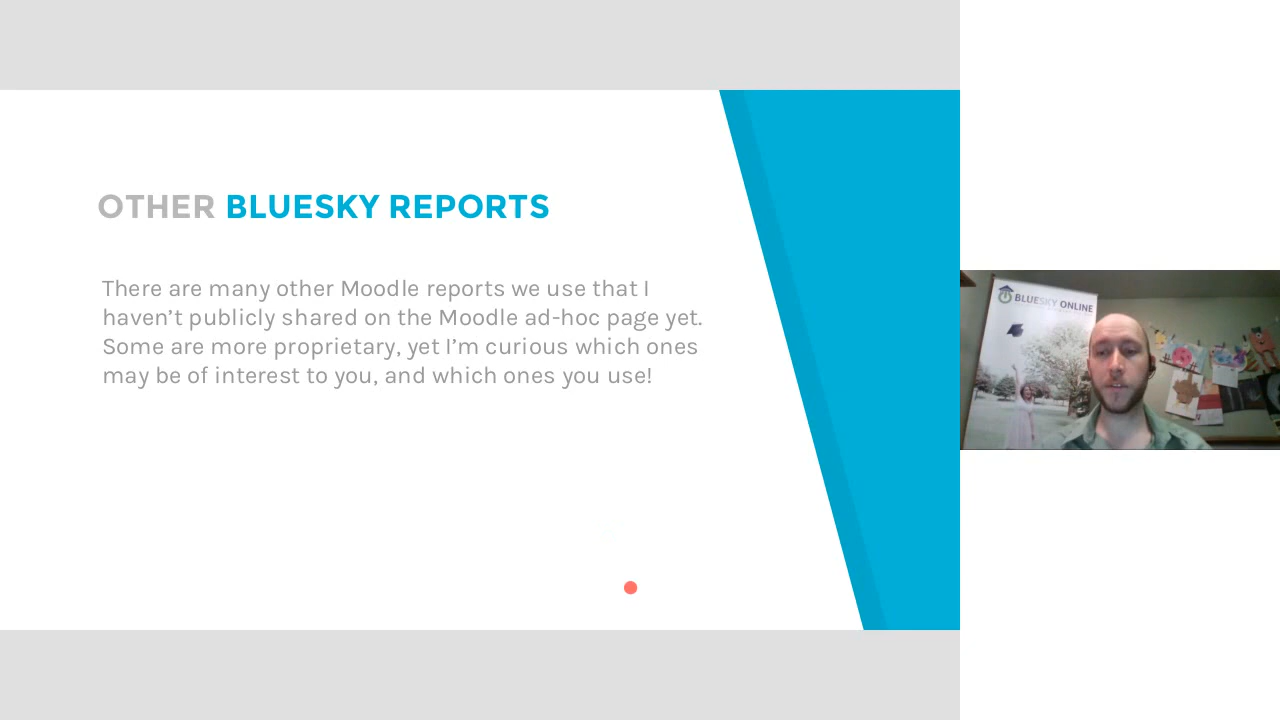 OTHER BLUESKY REPORTS
There are many other Moodle reports we use that I
haven’t publicly shared on the Moodle ad-hoc page yet.
Some are more proprietary, yet I’m curious which ones
may be of interest to you, and which ones you use!
BLUESKY ONLINE